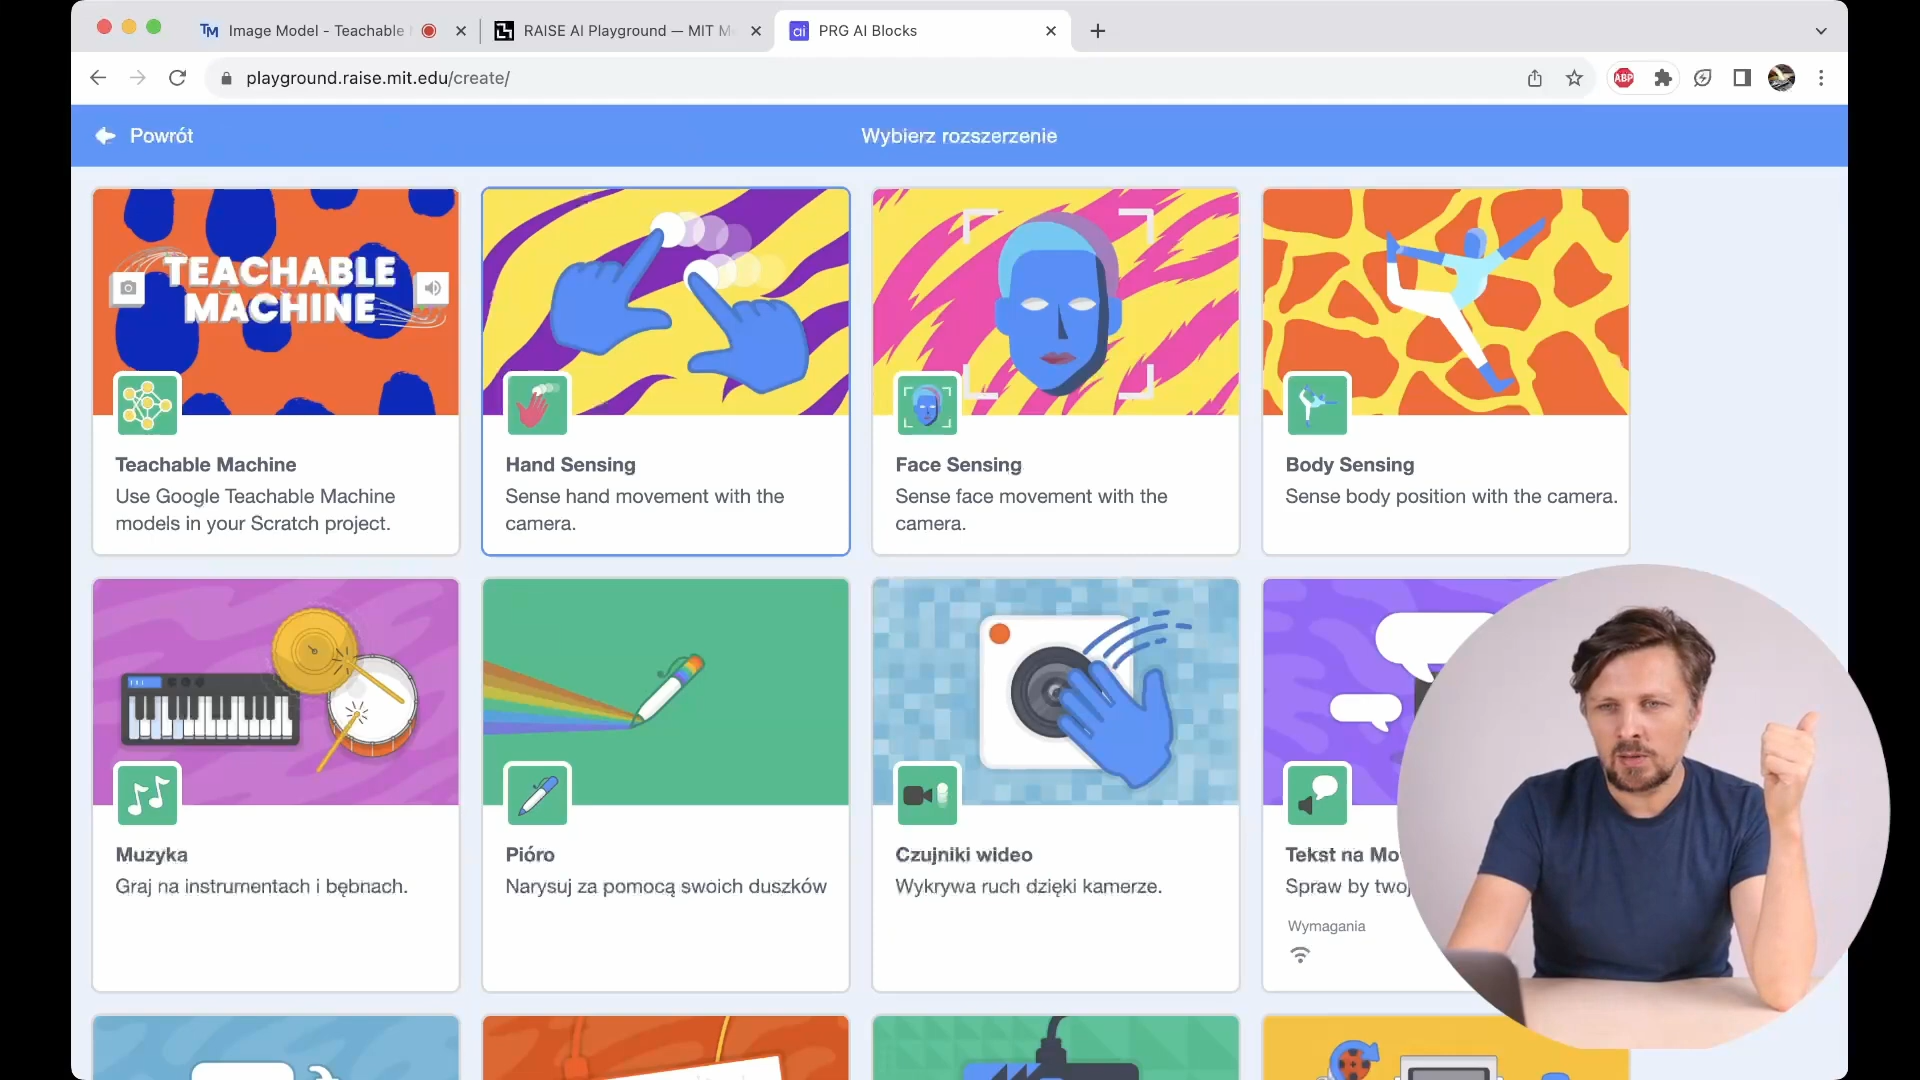 Image Model - Teachable
RAISE AI Playground — MIT M
PRG AI Blocks
playground.raise.mit.edu/create/
ABP
Powrót
Wybierz rozszerzenie
TEACHABLE
MACHINE
Teachable Machine
Use Google Teachable Machine
models in your Scratch project.
Hand Sensing
Sense hand movement with the
camera.
Face Sensing
Sense face movement with the
camera.
Body Sensing
Sense body position with the camera.
Muzyka
Graj na instrumentach i bębnach.
Pióro
Narysuj za pomocą swoich duszków
Czujniki wideo
Wykrywa ruch dzięki kamerze.
Tekst na Mo
Spraw by twoj
Wymagania